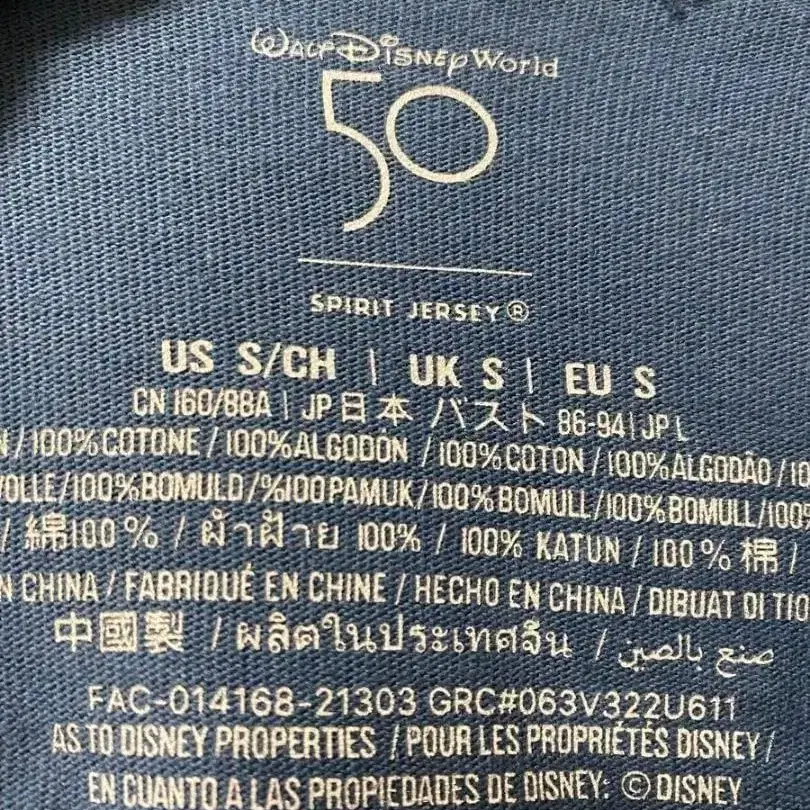 WALT DISNEY World
50
SPIRIT JERSEY®
US S/CH | UK S | EU S
CN 160/88A | JP 日本 バスト 86-94 | JP L
/ 100%COTONE / 100%ALGODON / 100%COTON / 100%ALGODÃO /
/100%BOMULD/%100PAMUK/100%BOMULL/100%BOMULL/
/ 綿100% / ผ้าฝ้าย 100% / 100% KATUN / 100%棉 /
CHINA / FABRIQUÉ EN CHINE / HECHO EN CHINA / DIBUAT DI
中國製 / ผลิตในประเทศจีน / صنع بالصين
FAC-014168-21303 GRC#063V322U611
AS TO DISNEY PROPERTIES / POUR LES PROPRIÉTÉS DISNEY/
EN CUANTO A LAS PROPIEDADES DE DISNEY: ©DISNEY